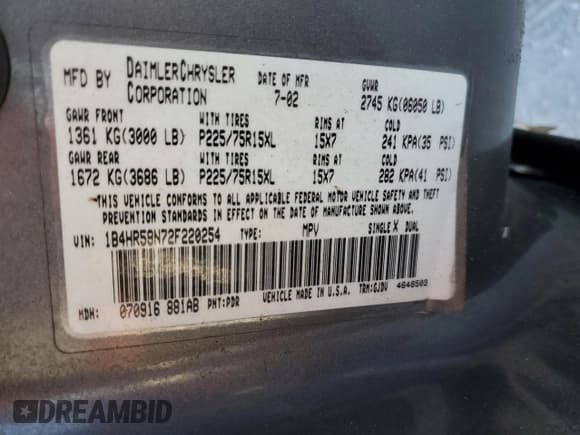 MFD BY DAIMLERCHRYSLER CORPORATION DATE OF MFR 7-02 GVWR 2745 KG(06050 LB)
GAWR FRONT WITH TIRES RIMS AT COLD
1361 KG(3000 LB) P225/75R15XL 15X7 241 KPA(35 PSI)
GAWR REAR WITH TIRES RIMS AT COLD
1672 KG(3686 LB) P225/75R15XL 15X7 282 KPA(41 PSI)
THIS VEHICLE CONFORMS TO ALL APPLICABLE FEDERAL MOTOR VEHICLE SAFETY AND THEFT
PREVENTION STANDARDS IN EFFECT ON THE DATE OF MANUFACTURE SHOWN ABOVE.
VIN: 1B4HR58N72F220254 TYPE: MPV SINGLE X DUAL
MDH: 070916 881AB PNT:PDR VEHICLE MADE IN U.S.A. TRM:GJDV 4648503
DREAMBID